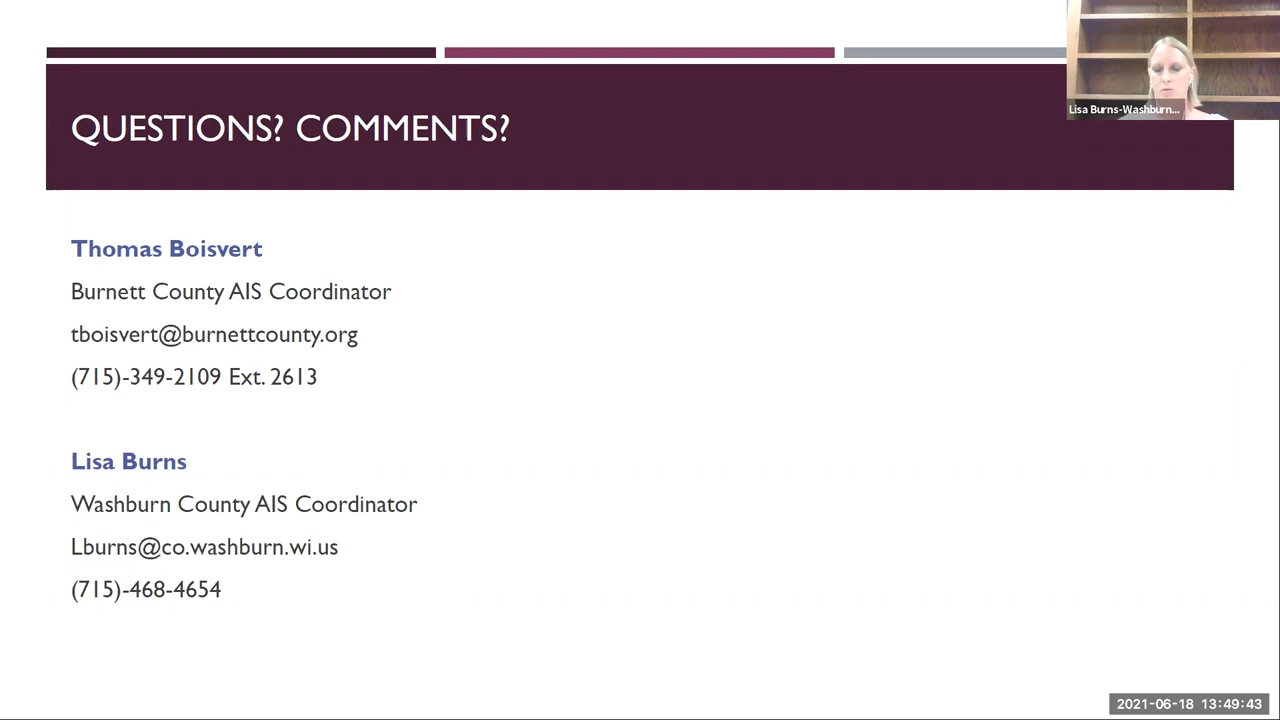 Lisa Burns-Washburn...
QUESTIONS? COMMENTS?
Thomas Boisvert
Burnett County AIS Coordinator
tboisvert@burnettcounty.org
(715)-349-2109 Ext. 2613
Lisa Burns
Washburn County AIS Coordinator
Lburns@co.washburn.wi.us
(715)-468-4654
2021-06-18 13:49:43